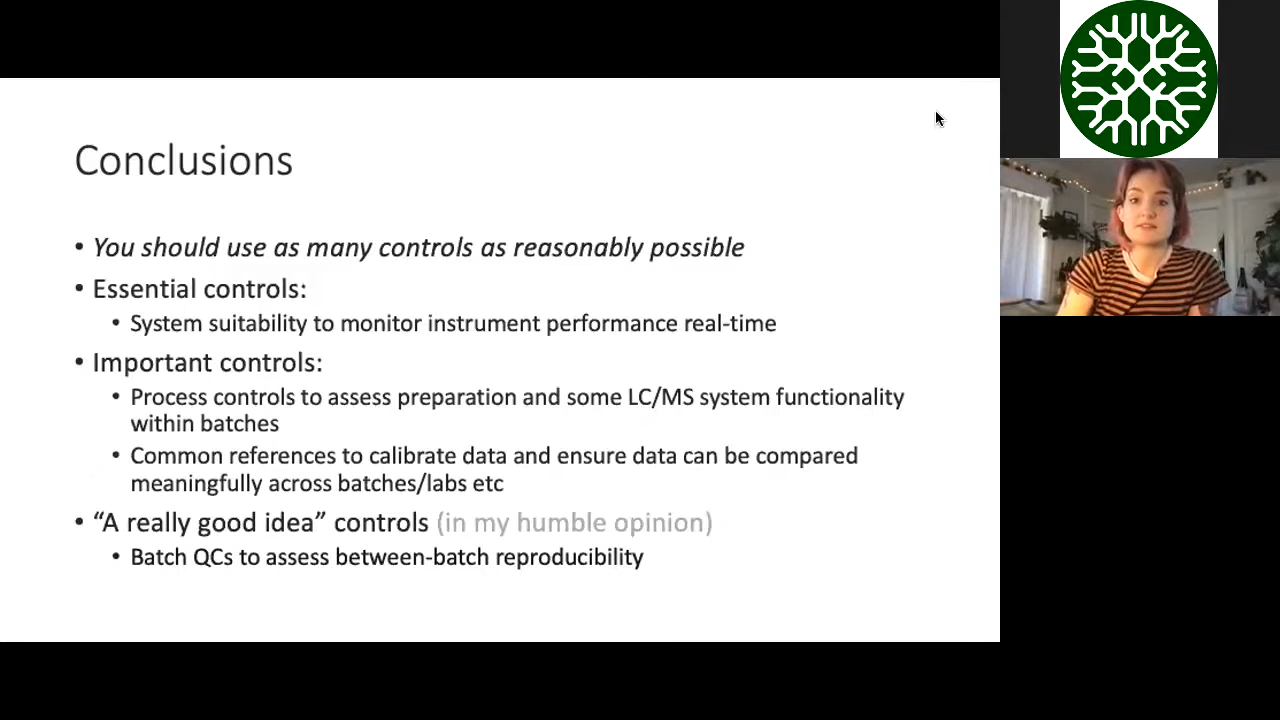 Conclusions
• You should use as many controls as reasonably possible
• Essential controls:
• System suitability to monitor instrument performance real-time
• Important controls:
• Process controls to assess preparation and some LC/MS system functionality
within batches
• Common references to calibrate data and ensure data can be compared
meaningfully across batches/labs etc
• “A really good idea” controls (in my humble opinion)
• Batch QCs to assess between-batch reproducibility